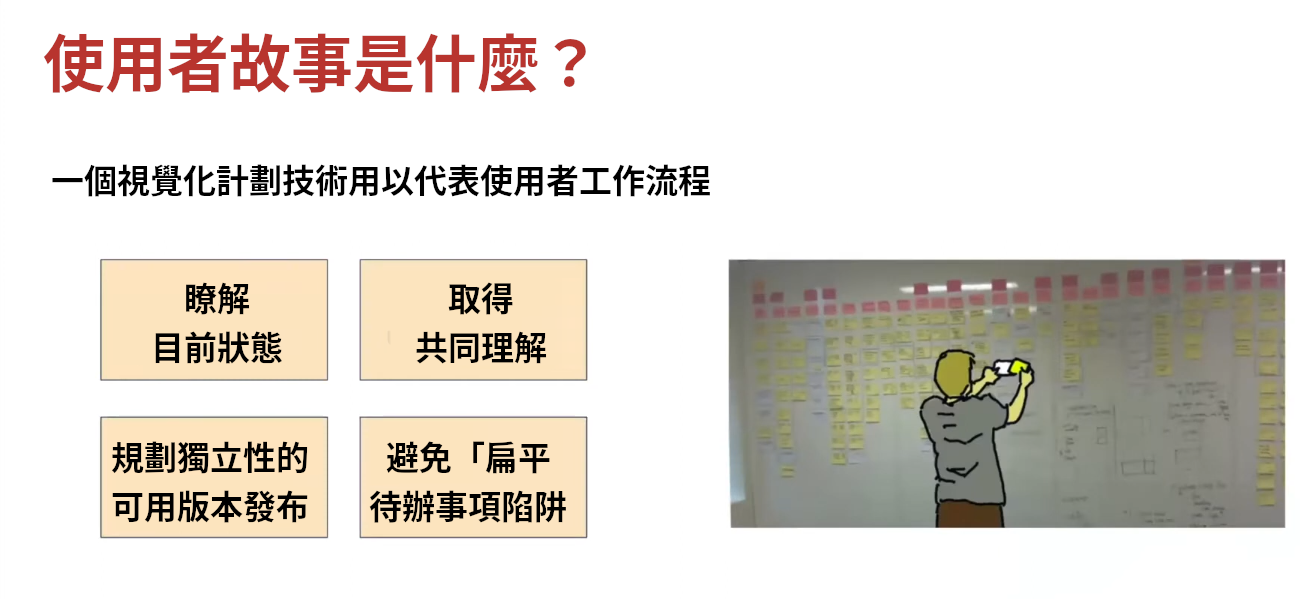 使用者故事是什麼？
一個視覺化計劃技術用以代表使用者工作流程
瞭解
目前狀態
取得
共同理解
規劃獨立性的
可用版本發布
避免「扁平
待辦事項陷阱